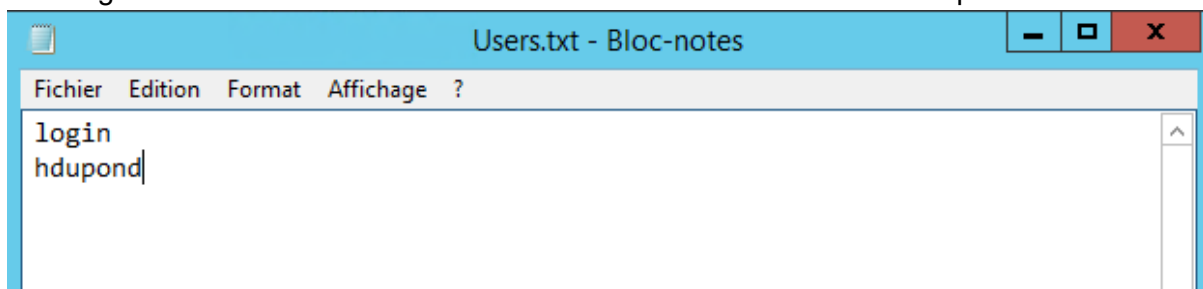 Users.txt - Bloc-notes
Fichier Edition Format Affichage ?
login
hdupond